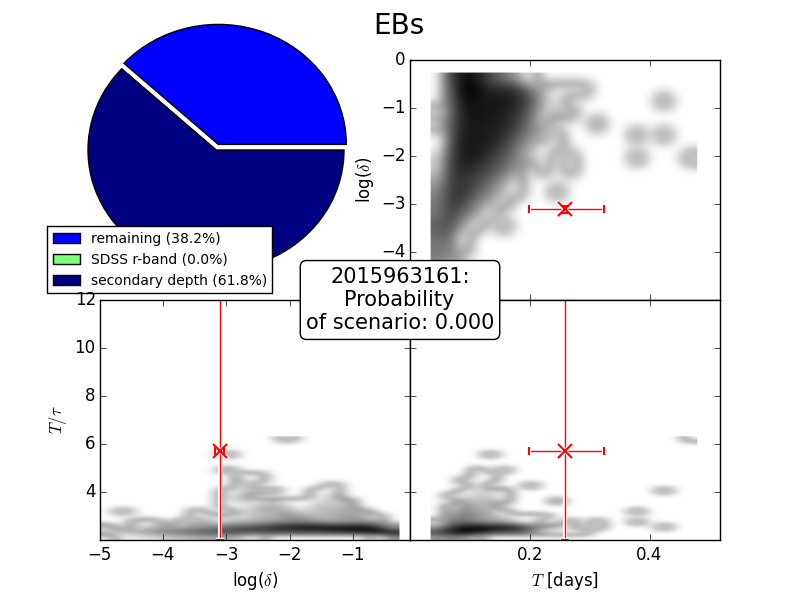 EBs
0
−1
−2
−3
−4
log(δ)
remaining (38.2%)
SDSS r-band (0.0%)
secondary depth (61.8%)
2015963161:
Probability
of scenario: 0.000
12
10
8
6
4
T/τ
−5 −4 −3 −2 −1
log(δ)
0.2 0.4
T [days]